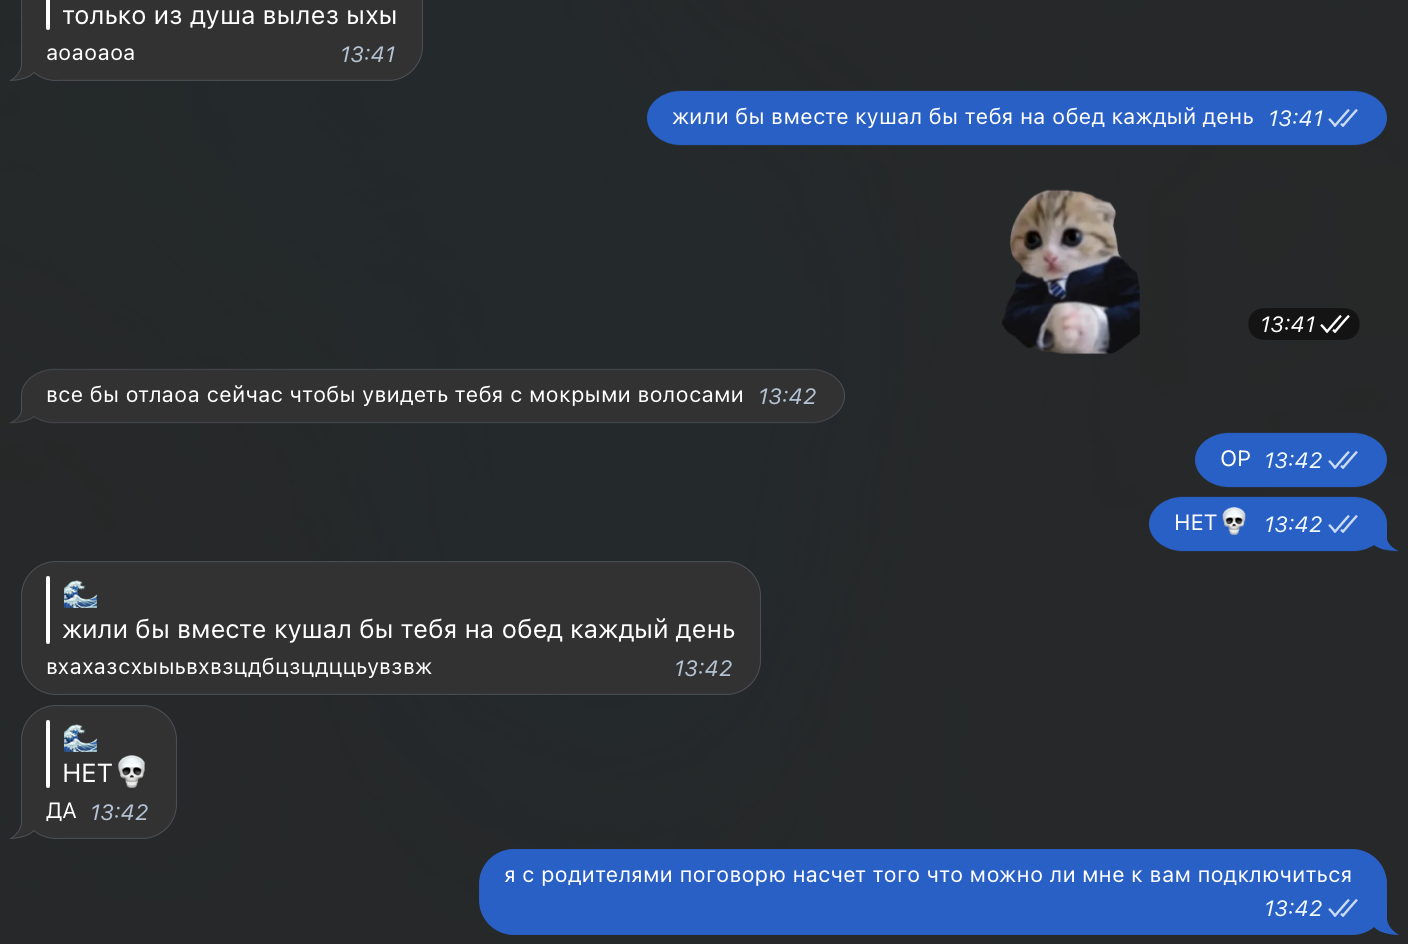 только из душа вылез ыхы
аоаоаоа 13:41
жили бы вместе кушал бы тебя на обед каждый день 13:41
13:41
все бы отлаоа сейчас чтобы увидеть тебя с мокрыми волосами 13:42
ОР 13:42
НЕТ💀 13:42
🌊
жили бы вместе кушал бы тебя на обед каждый день
вхахазсхыыьвхвзцдбцзцдццьувзвж 13:42
🌊
НЕТ💀
ДА 13:42
я с родителями поговорю насчет того что можно ли мне к вам подключиться
13:42